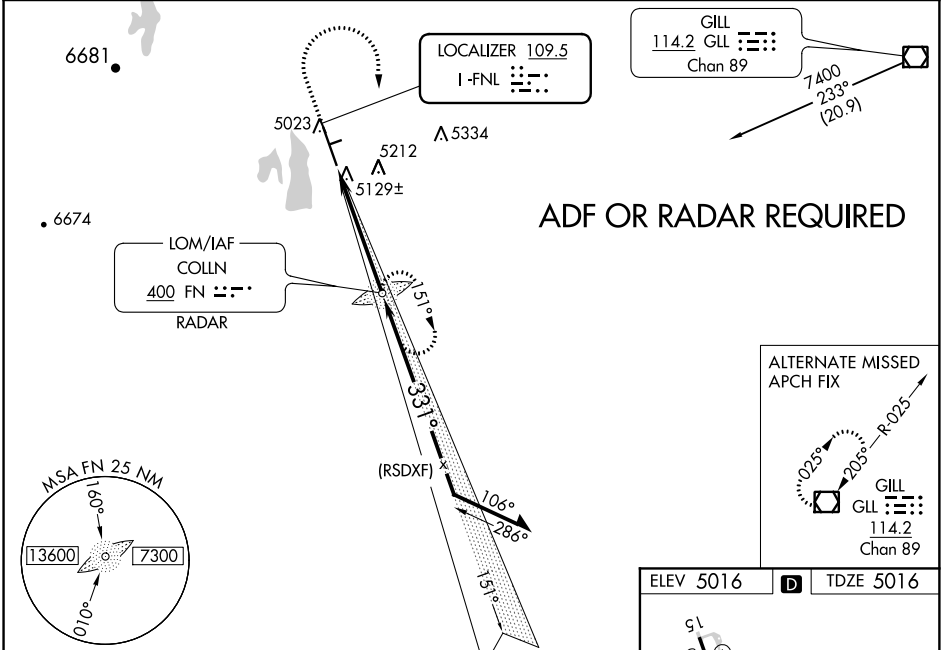 6681
LOCALIZER 109.5
I-FNL
GILL
114.2 GLL
Chan 89
7400
233°
(20.9)
5023
5334
5212
5129±
6674
ADF OR RADAR REQUIRED
LOM/IAF
COLLN
400 FN
RADAR
151°
331°
(RSDXF)
x
106°
286°
151°
MSA FN 25 NM
160°
13600
7300
010°
ALTERNATE MISSED
APCH FIX
R-025
025°
205°
GILL
GLL
114.2
Chan 89
ELEV 5016
D
TDZE 5016
15